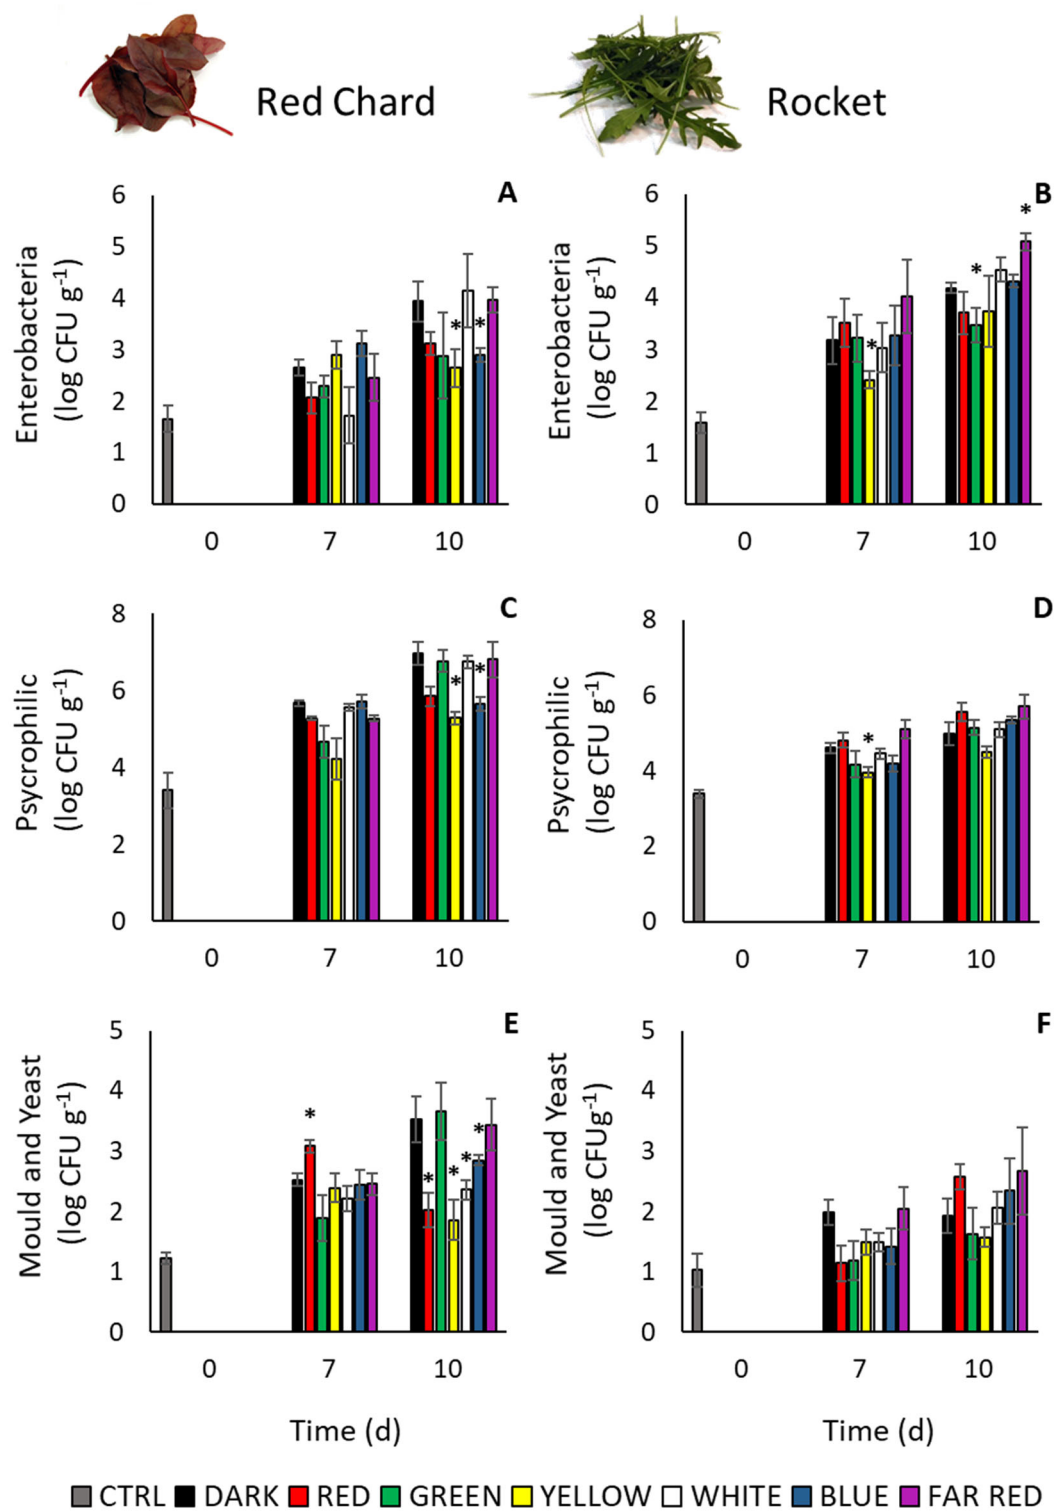 Red Chard
Rocket
A
Enterobacteria
(log CFU g⁻¹)
6
5
4
3
2
1
0
*
*
0
7
10
B
Enterobacteria
(log CFU g⁻¹)
6
5
4
3
2
1
0
*
*
*
0
7
10
C
Psycrophilic
(log CFU g⁻¹)
8
6
4
2
0
*
*
0
7
10
D
Psycrophilic
(log CFU g⁻¹)
8
6
4
2
0
*
0
7
10
E
Mould and Yeast
(log CFU g⁻¹)
5
4
3
2
1
0
*
*
*
*
*
0
7
10
Time (d)
F
Mould and Yeast
(log CFUg⁻¹)
5
4
3
2
1
0
0
7
10
Time (d)
CTRL DARK RED GREEN YELLOW WHITE BLUE FAR RED